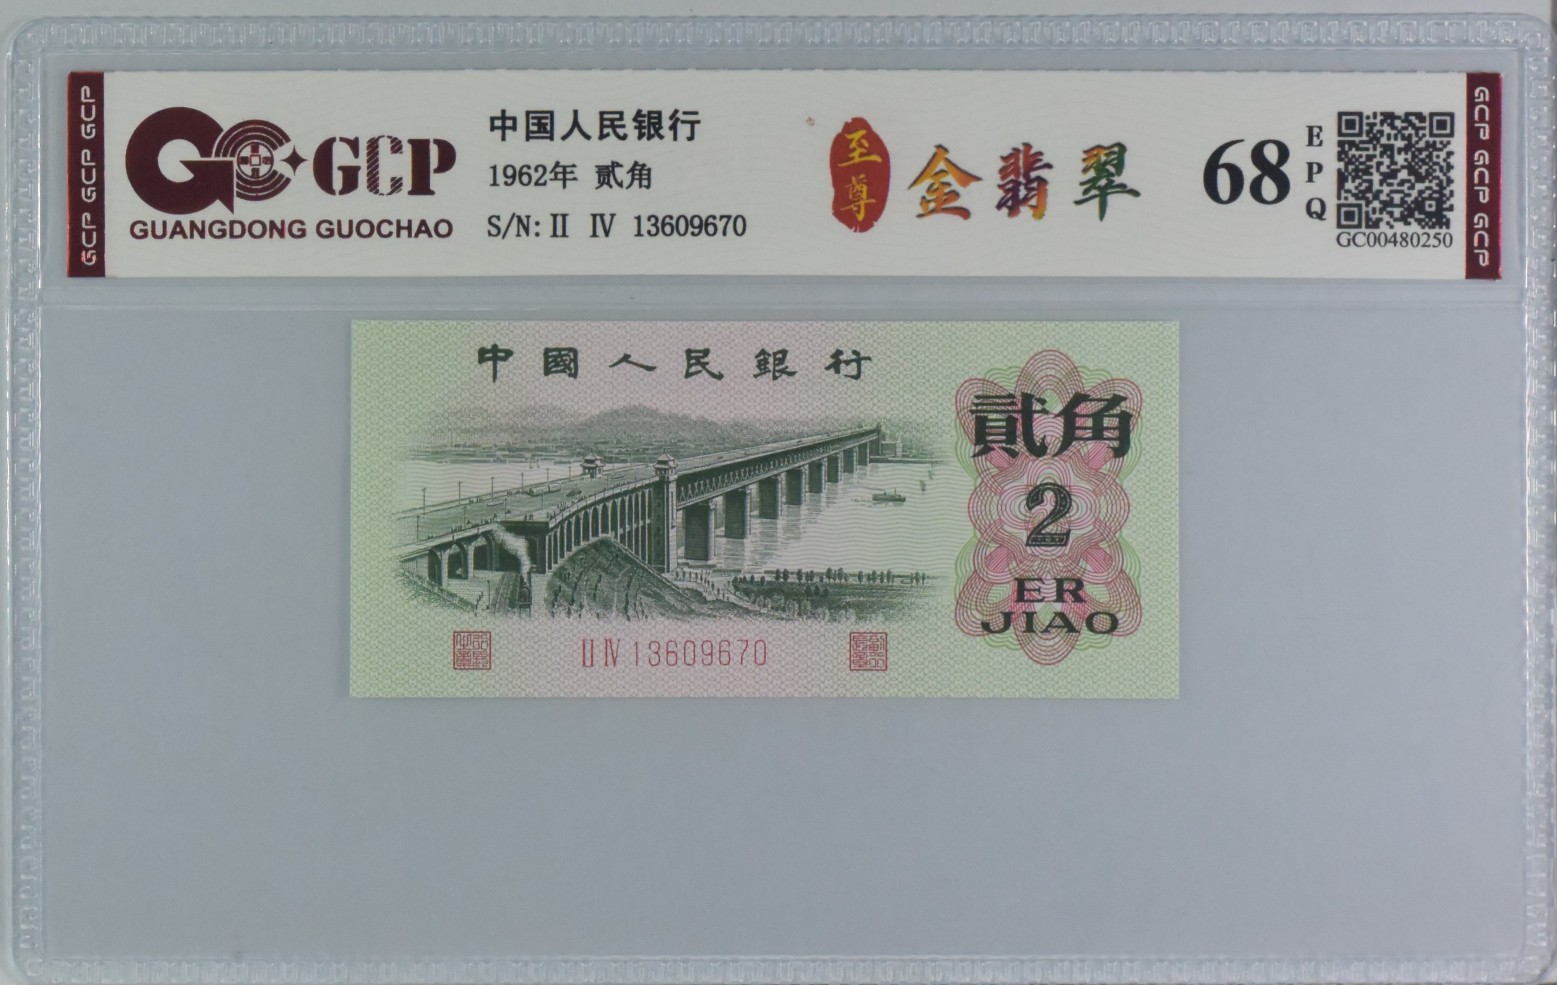 GCP GCP GCP
GCP
GUANGDONG GUOCHAO
中国人民银行
1962年 贰角
S/N: II IV 13609670
至尊
金翡翠
68
EPQ
GC00480250
GCP GCP GCP
中國人民銀行
貳角
2
ER
JIAO
II IV 13609670